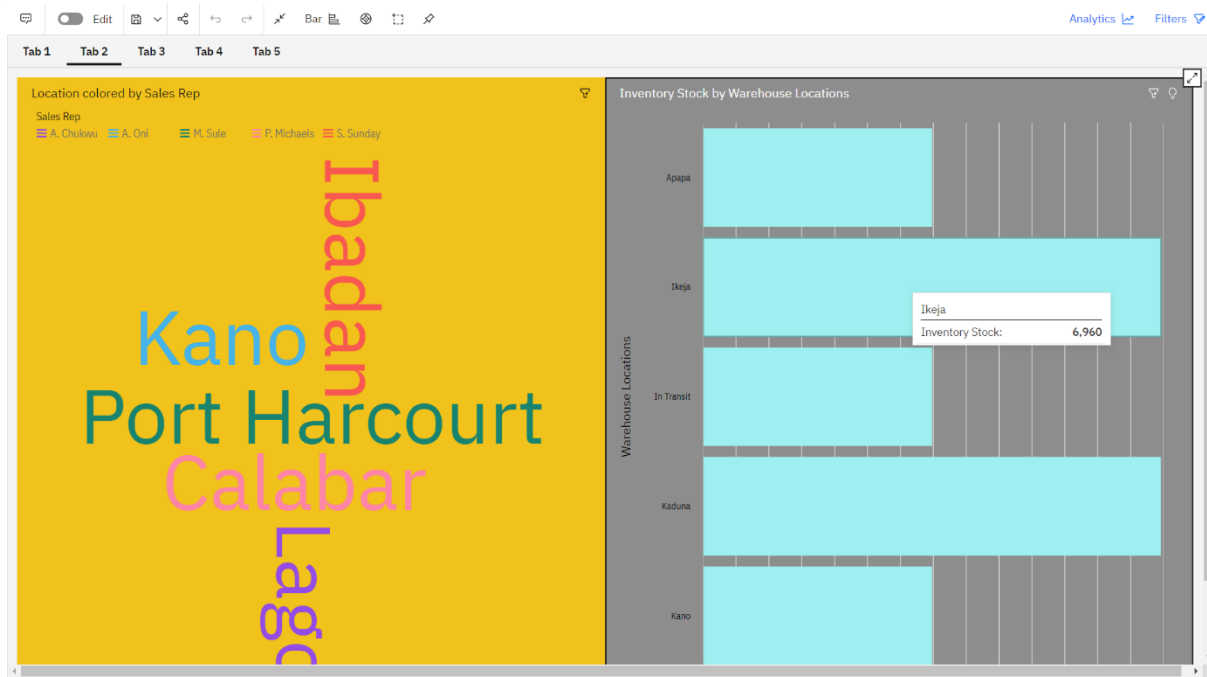 Edit Bar Analytics Filters
Tab 1 Tab 2 Tab 3 Tab 4 Tab 5
Location colored by Sales Rep
Sales Rep
A. Chukwu A. Oni M. Sule P. Michaels S. Sunday
Ibadan
Kano
Port Harcourt
Calabar
Lago
Inventory Stock by Warehouse Locations
Warehouse Locations
Apapa
Ikeja
Ikeja
Inventory Stock: 6,960
In Transit
Kaduna
Kano